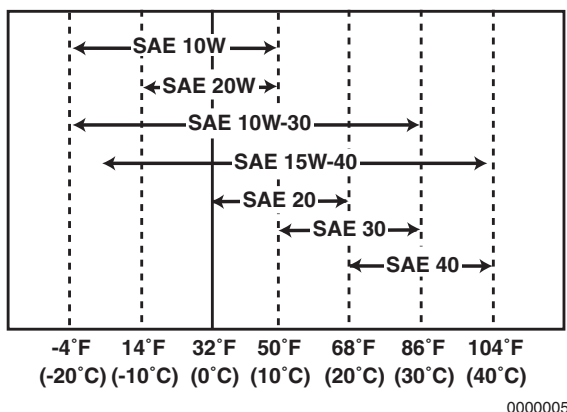 SAE 10W
SAE 20W
SAE 10W-30
SAE 15W-40
SAE 20
SAE 30
SAE 40
-4˚F 14˚F 32˚F 50˚F 68˚F 86˚F 104˚F
(-20˚C) (-10˚C) (0˚C) (10˚C) (20˚C) (30˚C) (40˚C)
0000005